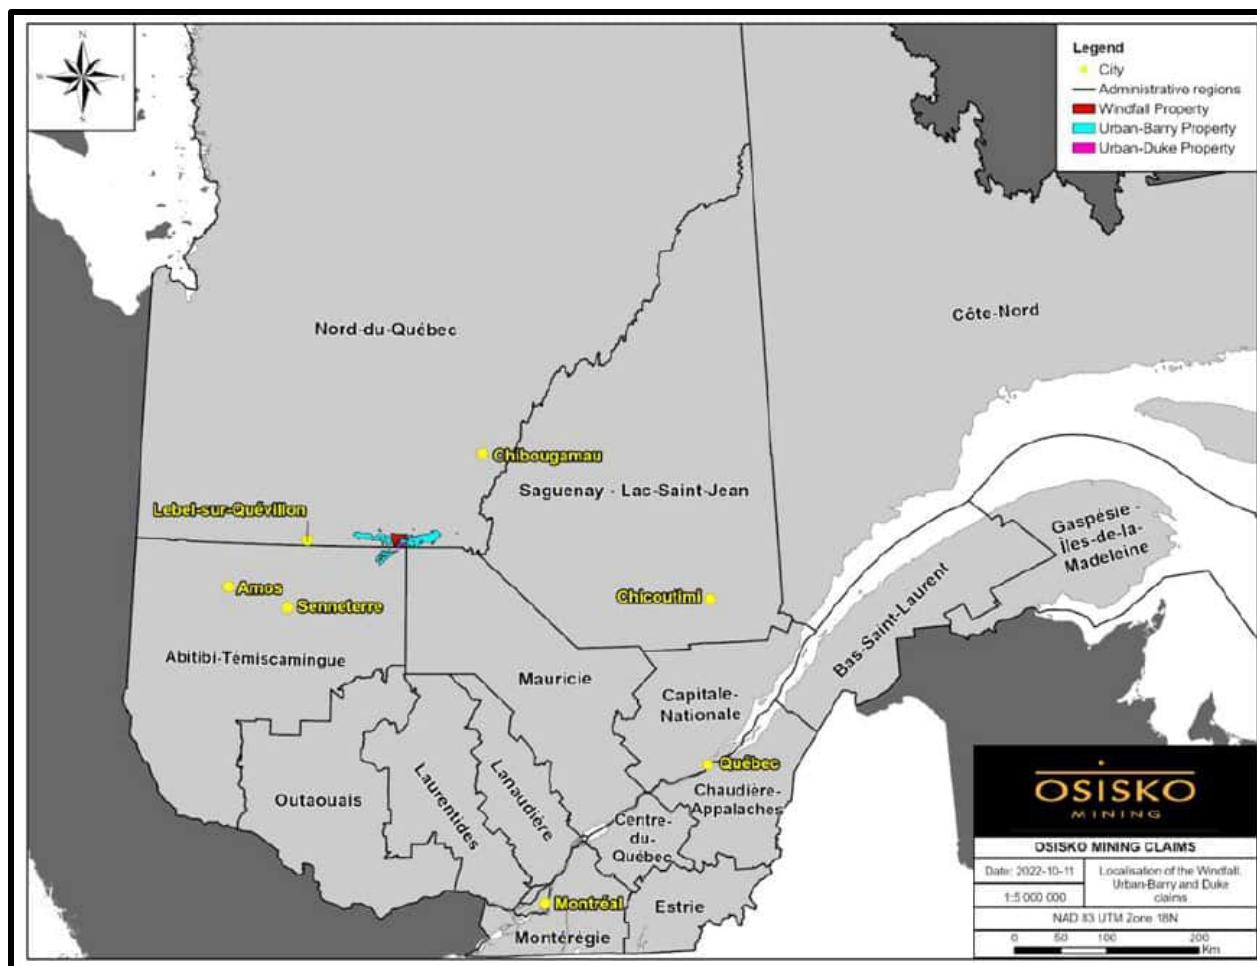 N
W
E
S
Legend
City
Administrative regions
Windfall Property
Urban-Barry Property
Urban-Duke Property
Nord-du-Québec
Côte-Nord
Chibougamau
Saguenay - Lac-Saint-Jean
Lebel-sur-Quévillon
Gaspésie -
Îles-de-la-
Madeleine
Amos
Senneterre
Chicoutimi
Bas-Saint-Laurent
Abitibi-Témiscamingue
Mauricie
Capitale-
Nationale
Québec
Outaouais
Laurentides
Lanaudière
Chaudière-
Appalaches
Centre-
du-
Québec
Montréal
Estrie
Montérégie
OSISKO
MINING
OSISKO MINING CLAIMS
Date: 2022-10-11
Localisation of the Windfall,
Urban-Barry and Duke
claims
1:5 000 000
NAD 83 UTM Zone 18N
0 50 100 200
Km